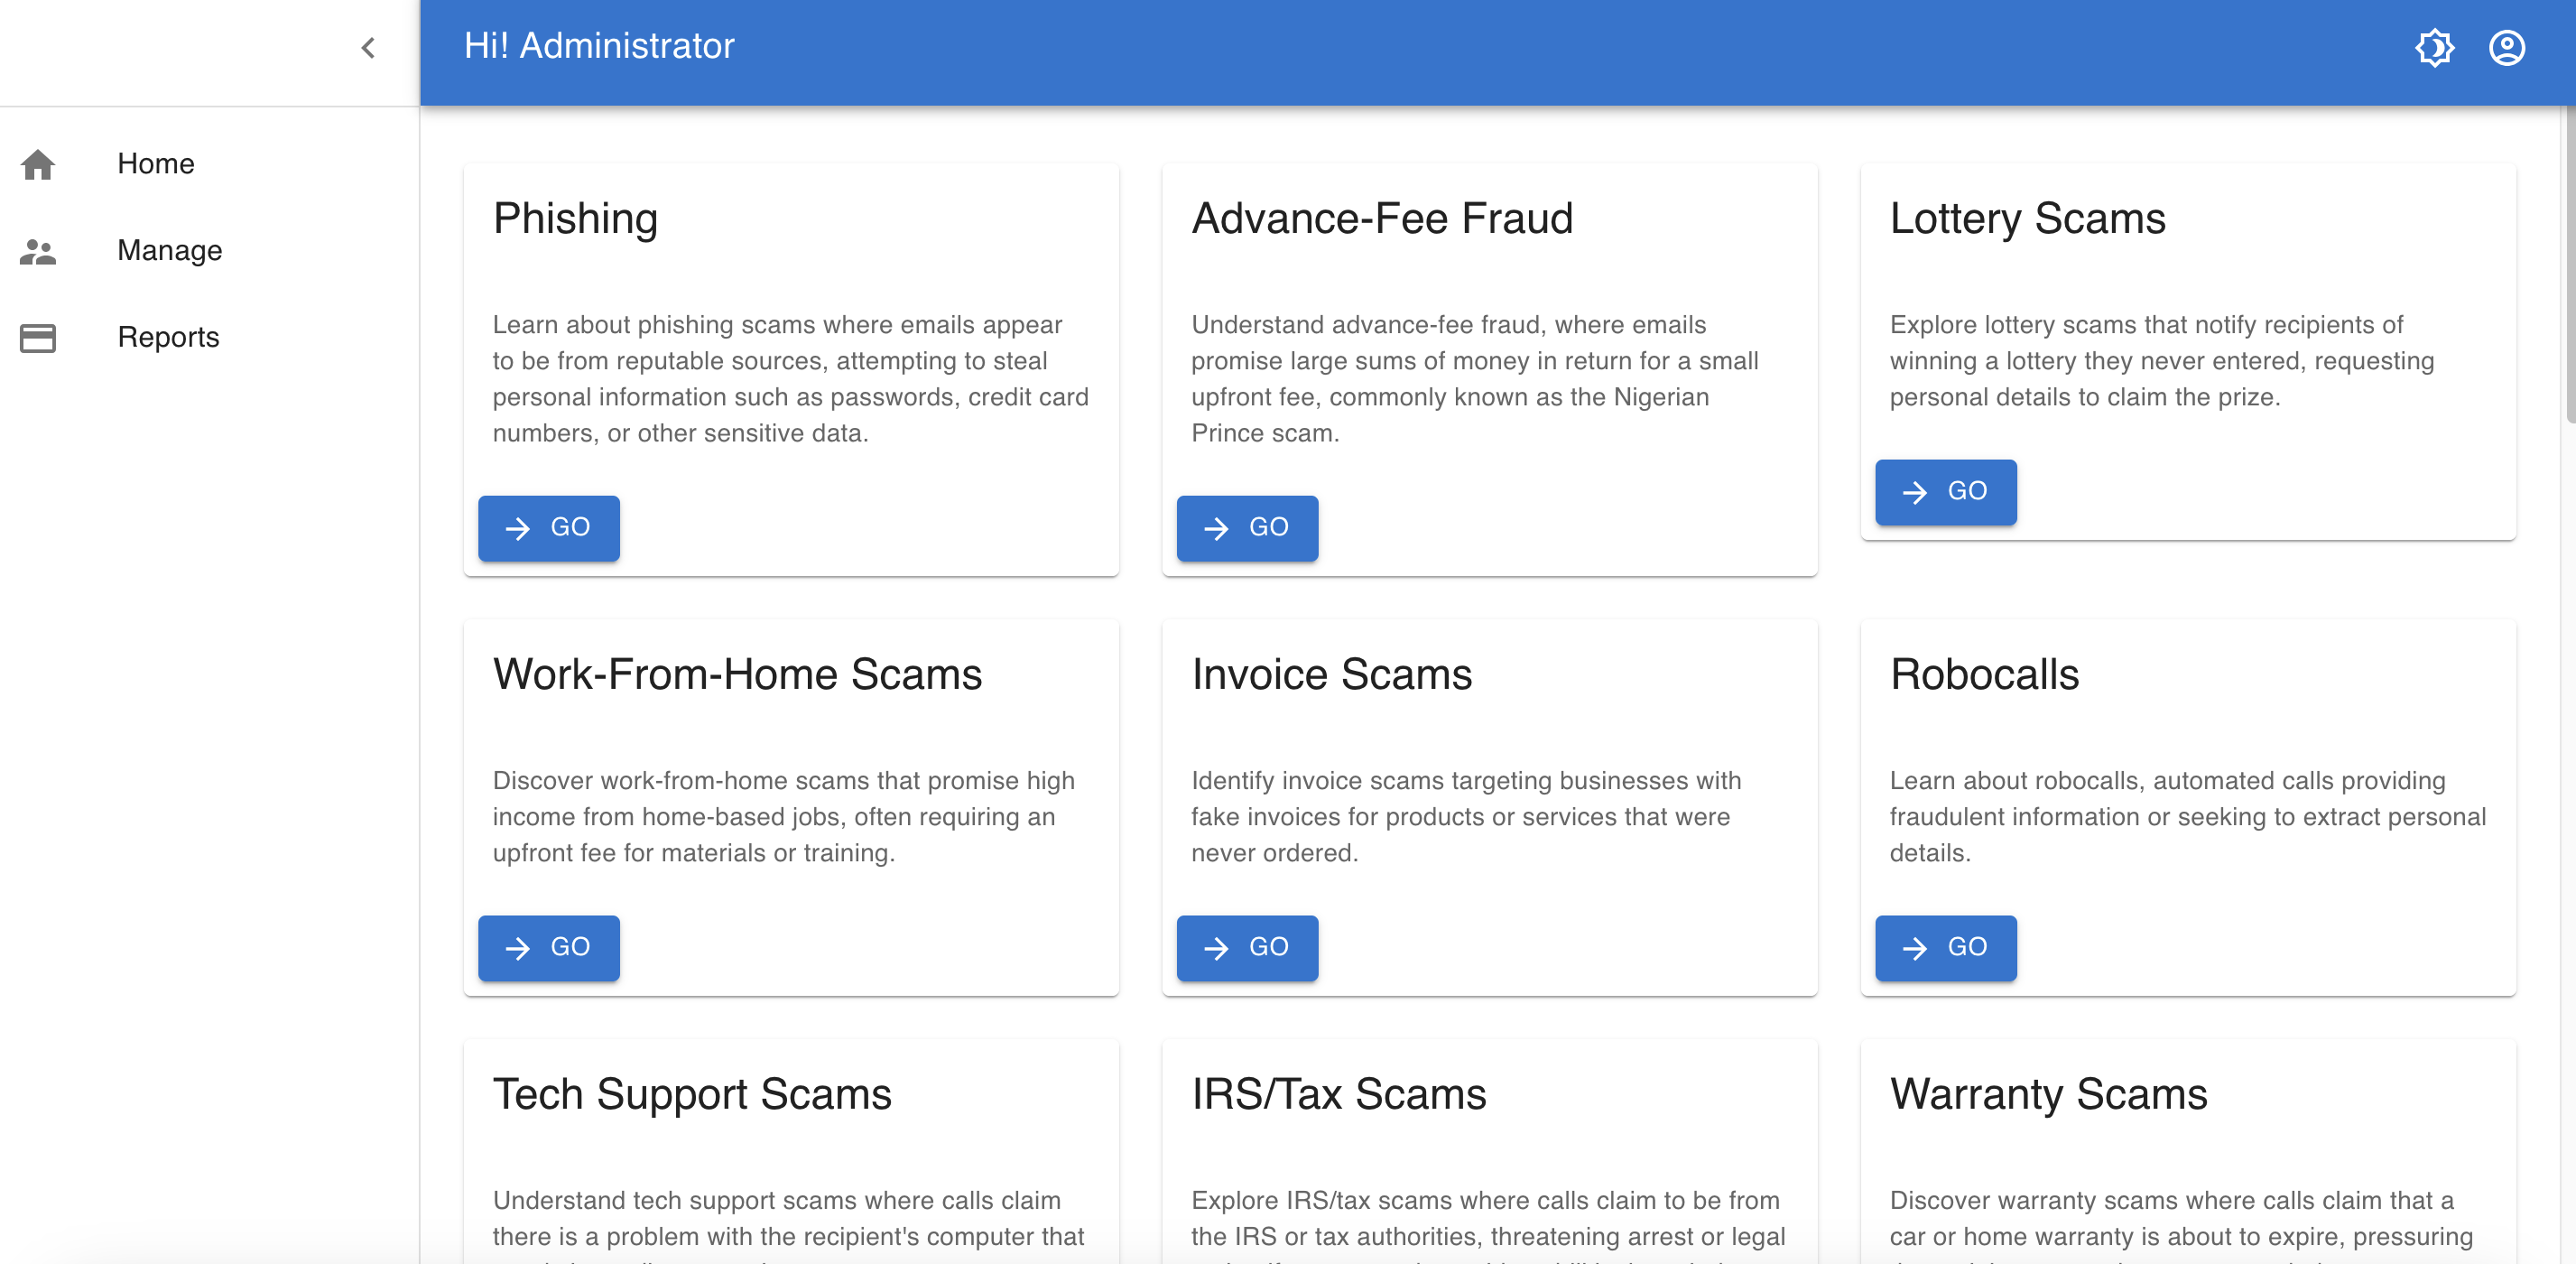 Hi! Administrator
Home
Manage
Reports
Phishing
Learn about phishing scams where emails appear
to be from reputable sources, attempting to steal
personal information such as passwords, credit card
numbers, or other sensitive data.
GO
Advance-Fee Fraud
Understand advance-fee fraud, where emails
promise large sums of money in return for a small
upfront fee, commonly known as the Nigerian
Prince scam.
GO
Lottery Scams
Explore lottery scams that notify recipients of
winning a lottery they never entered, requesting
personal details to claim the prize.
GO
Work-From-Home Scams
Discover work-from-home scams that promise high
income from home-based jobs, often requiring an
upfront fee for materials or training.
GO
Invoice Scams
Identify invoice scams targeting businesses with
fake invoices for products or services that were
never ordered.
GO
Robocalls
Learn about robocalls, automated calls providing
fraudulent information or seeking to extract personal
details.
GO
Tech Support Scams
Understand tech support scams where calls claim
there is a problem with the recipient's computer that
IRS/Tax Scams
Explore IRS/tax scams where calls claim to be from
the IRS or tax authorities, threatening arrest or legal
Warranty Scams
Discover warranty scams where calls claim that a
car or home warranty is about to expire, pressuring